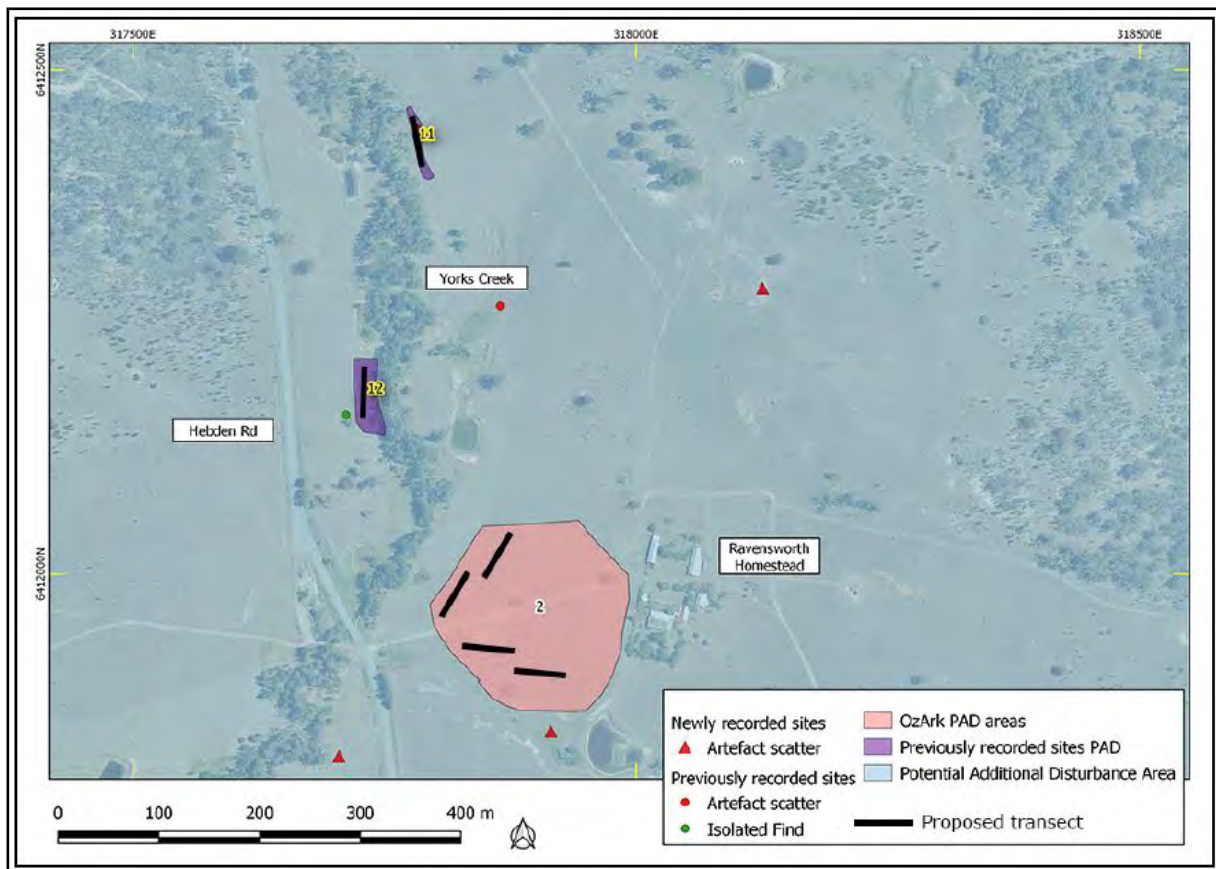 317500E
318000E
318500E
6412500N
11
Yorks Creek
12
Hebden Rd
6412000N
Ravensworth
Homestead
2
Newly recorded sites
Artefact scatter
Previously recorded sites
Artefact scatter
Isolated Find
OzArk PAD areas
Previously recorded sites PAD
Potential Additional Disturbance Area
Proposed transect
0 100 200 300 400 m